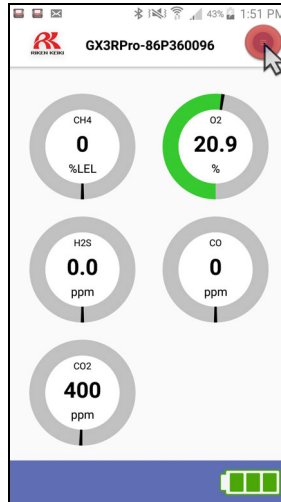 43% 1:51 PM
RIKEN KEIKI
GX3RPro-86P360096
CH4
0
%LEL
O2
20.9
%
H2S
0.0
ppm
CO
0
ppm
CO2
400
ppm